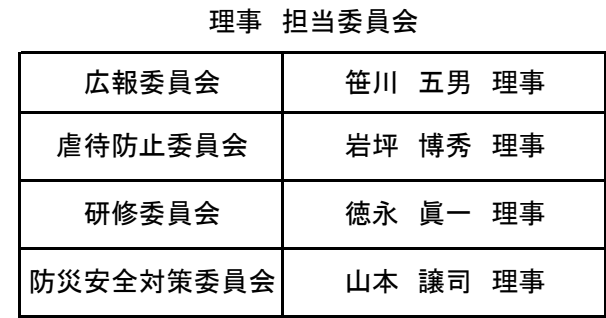 理事 担当委員会
広報委員会 笹川 五男 理事
虐待防止委員会 岩坪 博秀 理事
研修委員会 徳永 眞一 理事
防災安全対策委員会 山本 譲司 理事